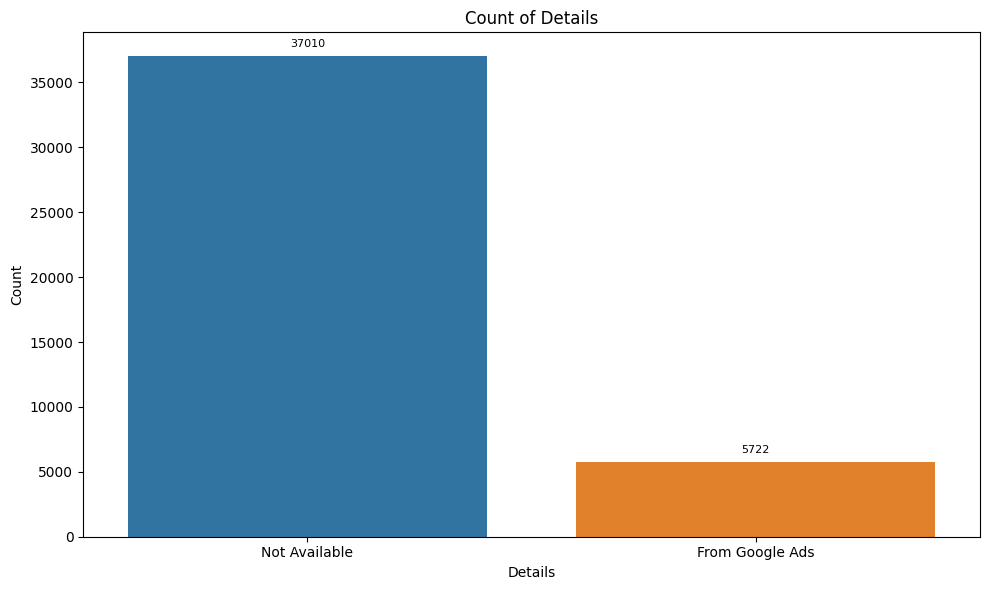 Count of Details
37010
35000
30000
25000
20000
15000
10000
5722
5000
0
Count
Not Available
From Google Ads
Details